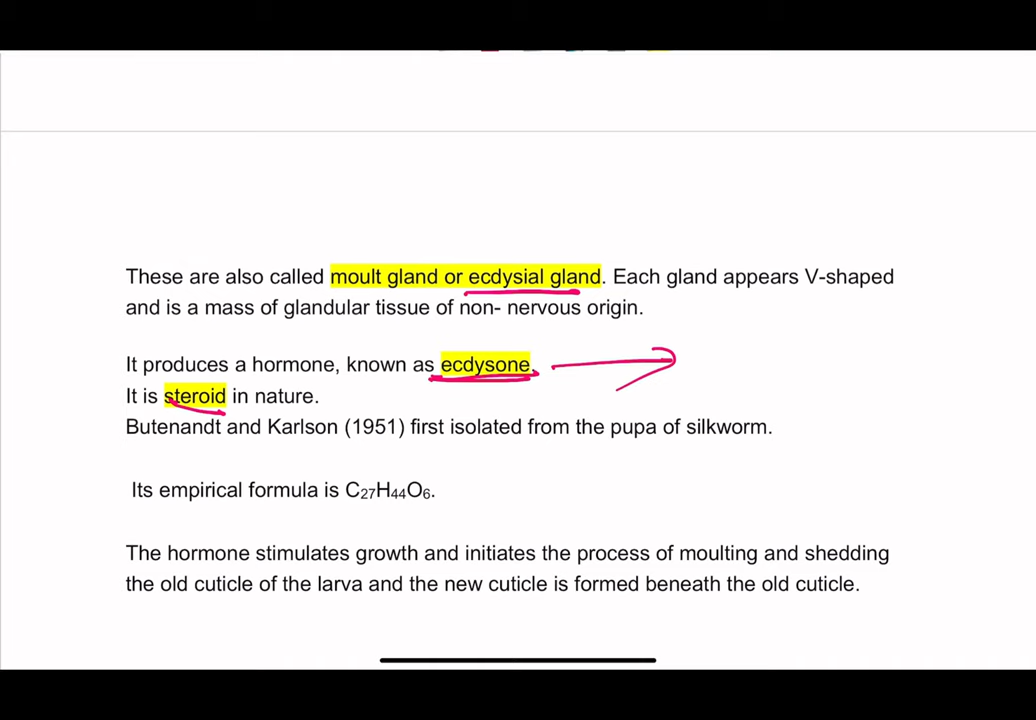 These are also called moult gland or ecdysial gland. Each gland appears V-shaped
and is a mass of glandular tissue of non- nervous origin.
It produces a hormone, known as ecdysone.
It is steroid in nature.
Butenandt and Karlson (1951) first isolated from the pupa of silkworm.
Its empirical formula is C₂₇H₄₄O₆.
The hormone stimulates growth and initiates the process of moulting and shedding
the old cuticle of the larva and the new cuticle is formed beneath the old cuticle.